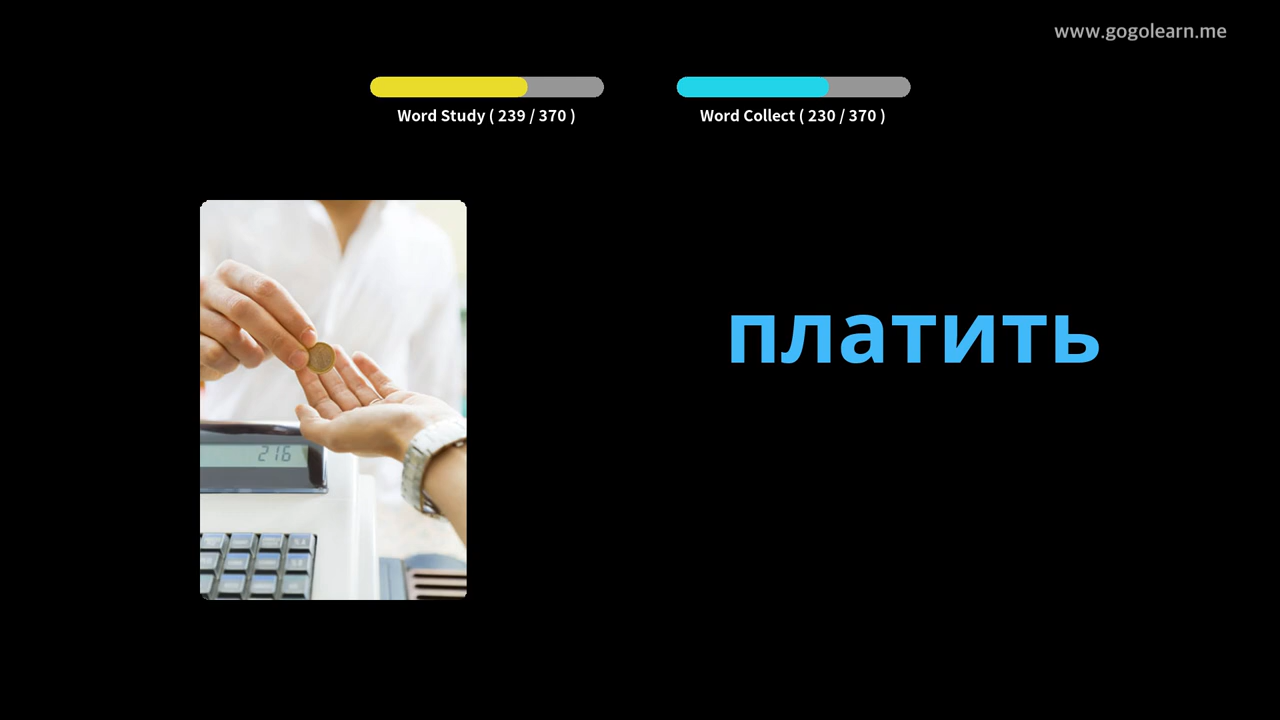 www.gogolearn.me
Word Study ( 239 / 370 )
Word Collect ( 230 / 370 )
платить
216